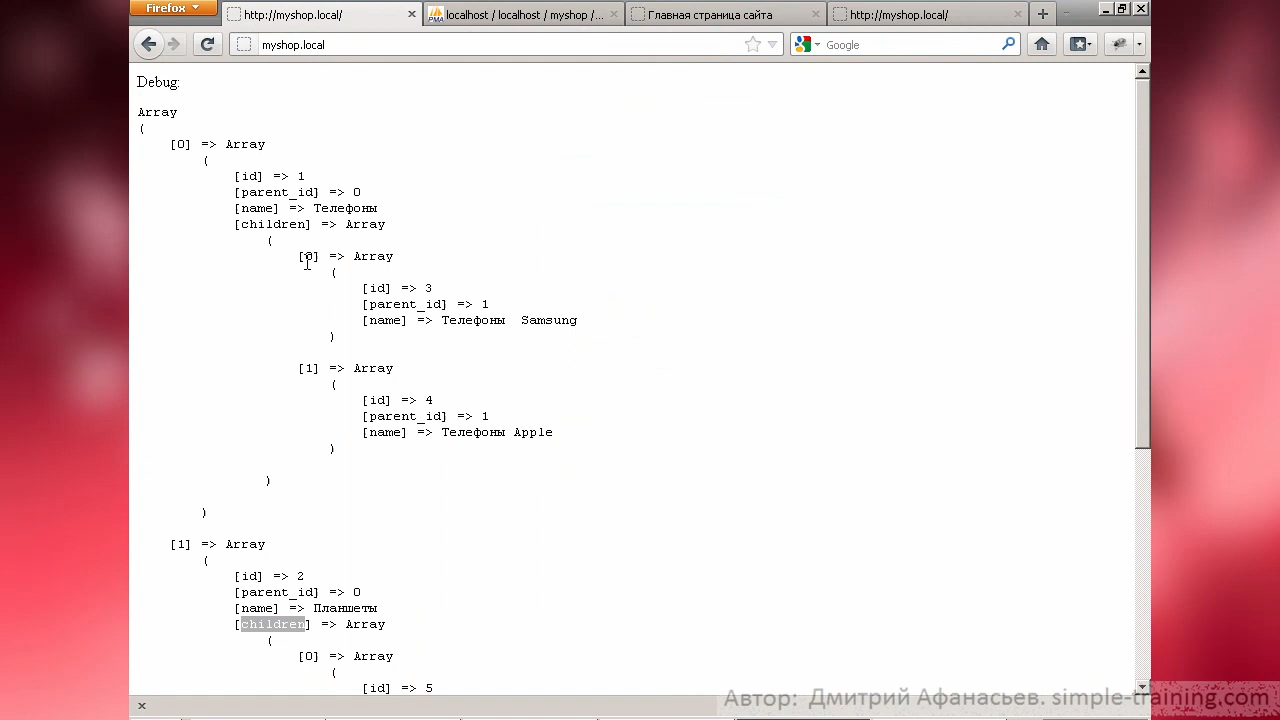 Firefox
http://myshop.local/
localhost / localhost / myshop /...
Главная страница сайта
http://myshop.local/
myshop.local
Google
Debug:
Array
(
[0] => Array
(
[id] => 1
[parent_id] => 0
[name] => Телефоны
[children] => Array
(
[0] => Array
(
[id] => 3
[parent_id] => 1
[name] => Телефоны  Samsung
)
[1] => Array
(
[id] => 4
[parent_id] => 1
[name] => Телефоны Apple
)
)
)
[1] => Array
(
[id] => 2
[parent_id] => 0
[name] => Планшеты
[children] => Array
(
[0] => Array
(
[id] => 5
Автор: Дмитрий Афанасьев. simple-training.com